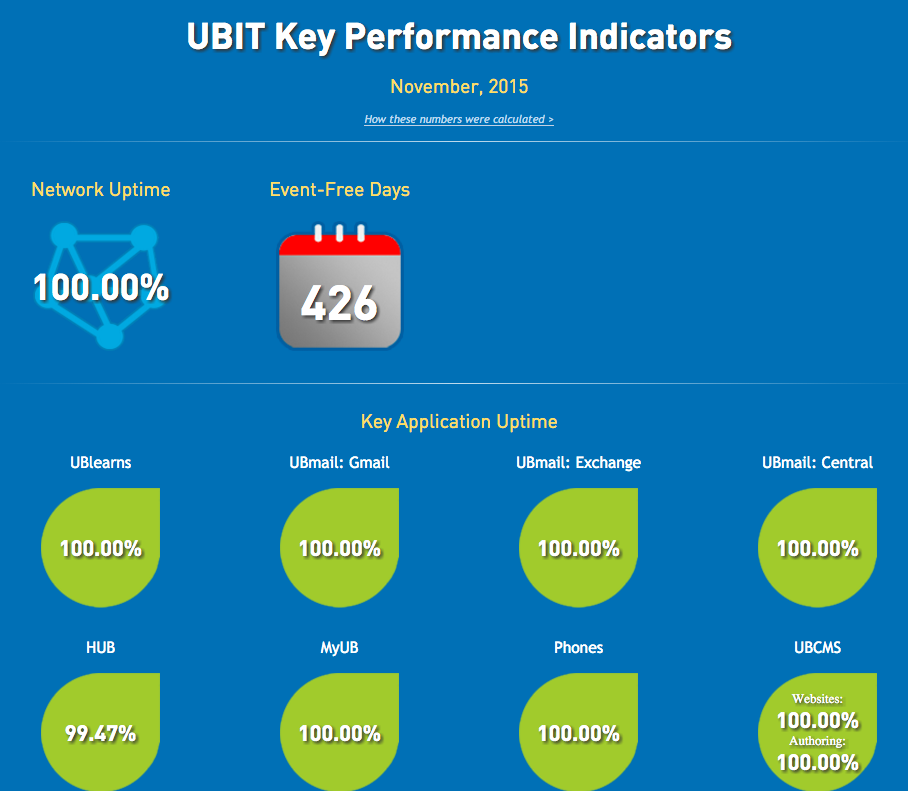 UBIT Key Performance Indicators
November, 2015
How these numbers were calculated >
Network Uptime
100.00%
Event-Free Days
426
Key Application Uptime
UBlearns
UBmail: Gmail
UBmail: Exchange
UBmail: Central
100.00%
100.00%
100.00%
100.00%
HUB
MyUB
Phones
UBCMS
99.47%
100.00%
100.00%
Websites:
100.00%
Authoring:
100.00%